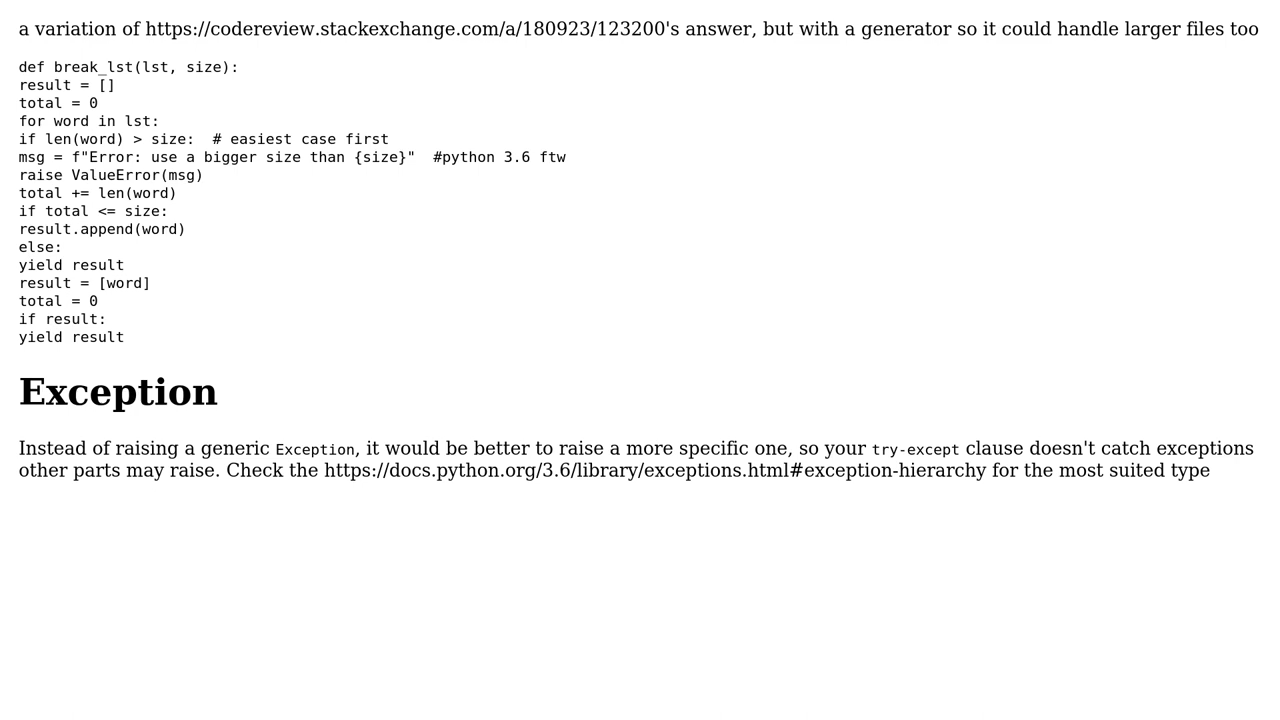 a variation of https://codereview.stackexchange.com/a/180923/123200's answer, but with a generator so it could handle larger files too
def break_lst(lst, size):
result = []
total = 0
for word in lst:
if len(word) > size:  # easiest case first
msg = f"Error: use a bigger size than {size}"  #python 3.6 ftw
raise ValueError(msg)
total += len(word)
if total <= size:
result.append(word)
else:
yield result
result = [word]
total = 0
if result:
yield result
Exception
Instead of raising a generic Exception, it would be better to raise a more specific one, so your try-except clause doesn't catch exceptions
other parts may raise. Check the https://docs.python.org/3.6/library/exceptions.html#exception-hierarchy for the most suited type